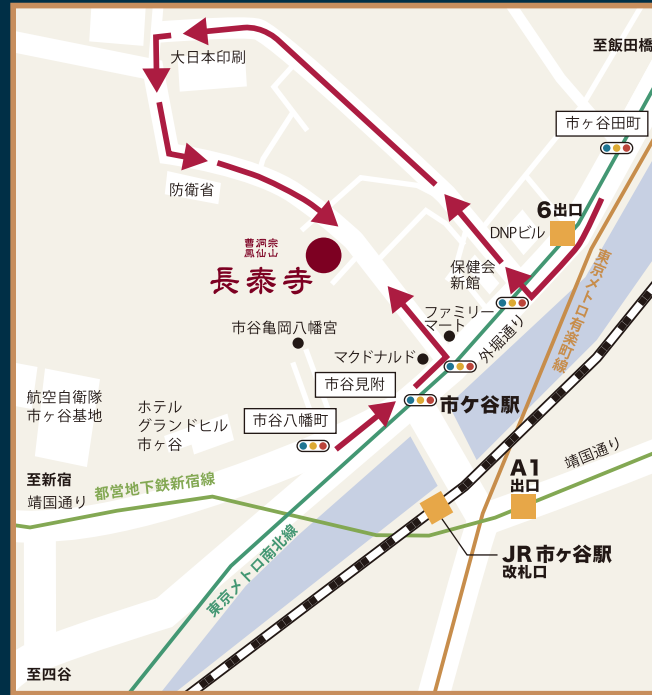 大日本印刷
至飯田橋
市ヶ谷田町
防衛省
6出口
DNPビル
曹洞宗
鳳仙山
長泰寺
保健会
新館
東京メトロ有楽町線
ファミリー
マート
外堀通り
市谷亀岡八幡宮
マクドナルド
市谷見附
市ケ谷駅
航空自衛隊
市ヶ谷基地
ホテル
グランドヒル
市ヶ谷
市谷八幡町
至新宿
靖国通り
都営地下鉄新宿線
A1
出口
靖国通り
東京メトロ南北線
JR市ヶ谷駅
改札口
至四谷